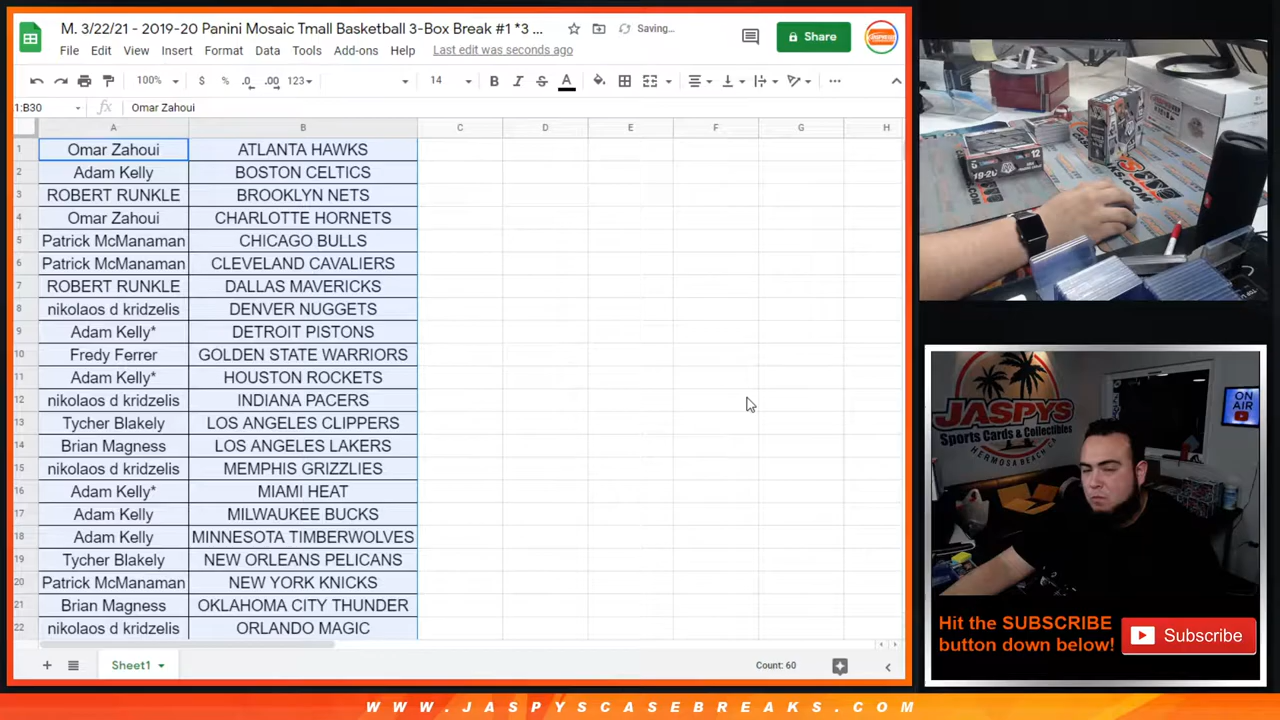 M. 3/22/21 - 2019-20 Panini Mosaic Tmall Basketball 3-Box Break #1 *3 ...
Saving...
Share
File Edit View Insert Format Data Tools Add-ons Help Last edit was seconds ago
100% $ % .0 .00 123 14 B I S A
1:B30 fx Omar Zahoui
A B C D E F G H
1 Omar Zahoui ATLANTA HAWKS
2 Adam Kelly BOSTON CELTICS
3 ROBERT RUNKLE BROOKLYN NETS
4 Omar Zahoui CHARLOTTE HORNETS
5 Patrick McManaman CHICAGO BULLS
6 Patrick McManaman CLEVELAND CAVALIERS
7 ROBERT RUNKLE DALLAS MAVERICKS
8 nikolaos d kridzelis DENVER NUGGETS
9 Adam Kelly* DETROIT PISTONS
10 Fredy Ferrer GOLDEN STATE WARRIORS
11 Adam Kelly* HOUSTON ROCKETS
12 nikolaos d kridzelis INDIANA PACERS
13 Tycher Blakely LOS ANGELES CLIPPERS
14 Brian Magness LOS ANGELES LAKERS
15 nikolaos d kridzelis MEMPHIS GRIZZLIES
16 Adam Kelly* MIAMI HEAT
17 Adam Kelly MILWAUKEE BUCKS
18 Adam Kelly MINNESOTA TIMBERWOLVES
19 Tycher Blakely NEW ORLEANS PELICANS
20 Patrick McManaman NEW YORK KNICKS
21 Brian Magness OKLAHOMA CITY THUNDER
22 nikolaos d kridzelis ORLANDO MAGIC
Sheet1
Count: 60
JASPYS
Sports Cards & Collectibles
HERMOSA BEACH CA
ON AIR
Hit the SUBSCRIBE
button down below!
Subscribe
WWW.JASPYSCASEBREAKS.COM